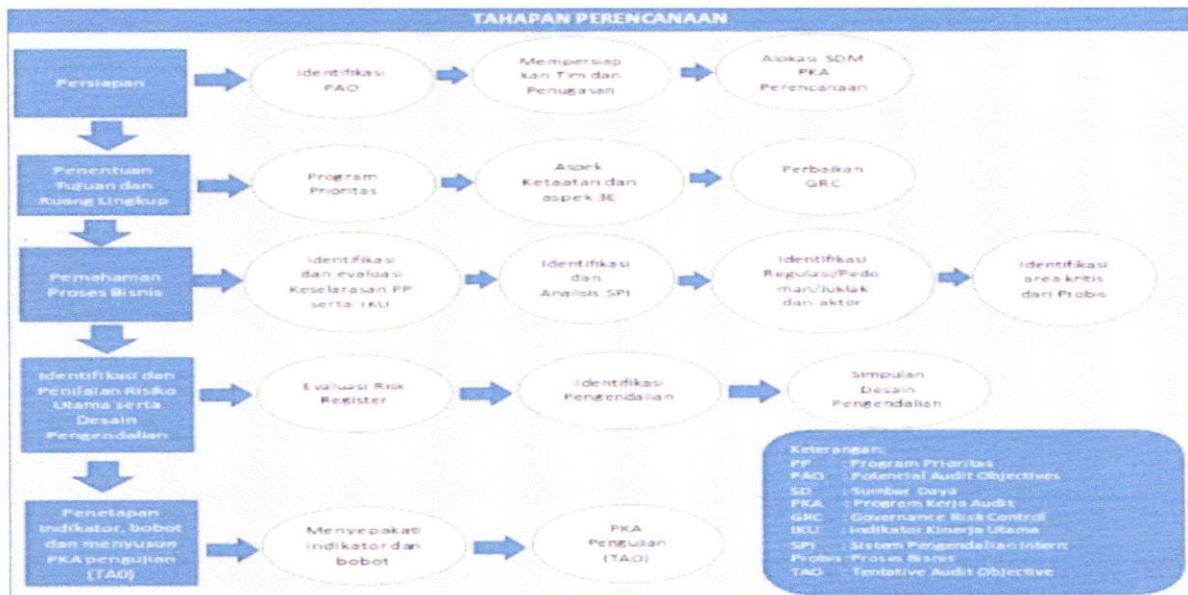 TAHAPAN PERENCANAAN
Persiapan
Identifikasi
PAO
Mempersiap
kan Tim dan
Penugasan
Alokasi SDM
PKA
Perencanaan
Penentuan
Tujuan dan
Ruang Lingkup
Program
Prioritas
Aspek
Ketaatan dan
aspek 3E
Perbaikan
GRC
Pemahaman
Proses Bisnis
Identifikasi
dan evaluasi
Keselarasan PP
serta IKU
Identifikasi
dan
Analisis SPI
Identifikasi
Regulasi/Pedo
man/Juklak
dan aktor
Identifikasi
area kritis
dari Probis
Identifikasi dan
Penilaian Risiko
Utama serta
Desain
Pengendalian
Evaluasi Risk
Register
Identifikasi
Pengendalian
Simpulan
Desain
Pengendalian
Penetapan
Indikator, bobot
dan menyusun
PKA pengujian
(TAO)
Menyepakati
indikator dan
bobot
PKA
Pengujian
(TAO)
Keterangan:
PP : Program Prioritas
PAO : Potencial Audit Objectives
SD : Sumber Daya
PKA : Program Kerja Audit
GRC : Governance Risk Control
IKU : Indikator Kinerja Utama
SPI : Sistem Pengendalian Intern
Probis : Proses Bisnis
TAO : Tentative Audit Objective